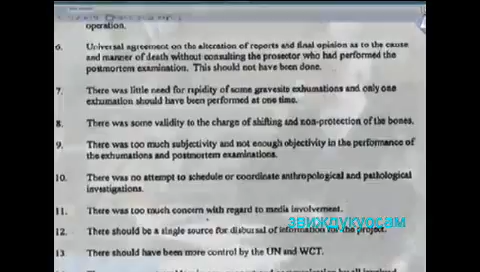 operation.
6. Universal agreement on the alteration of reports and final opinion as to the cause
and manner of death without consulting the prosector who had performed the
postmortem examination. This should not have been done.
7. There was little need for rapidity of some gravesite exhumations and only one
exhumation should have been performed at one time.
8. There was some validity to the charge of shifting and non-protection of the bones.
9. There was too much subjectivity and not enough objectivity in the performance of
the exhumations and postmortem examinations.
10. There was no attempt to schedule or coordinate anthropological and pathological
investigations.
11. There was too much concern with regard to media involvement.
звиждукуосам
12. There should be a single source for disbursal of information for the project.
13. There should have been more control by the UN and WCT.